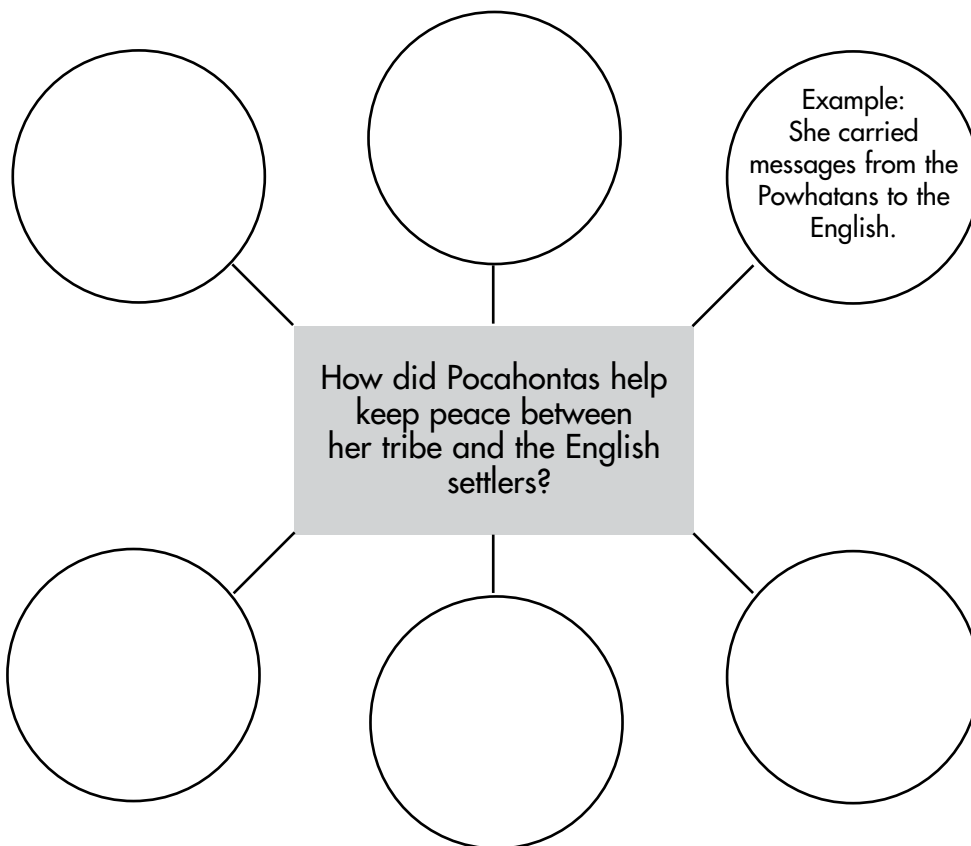 Example:
She carried
messages from the
Powhatans to the
English.
How did Pocahontas help
keep peace between
her tribe and the English
settlers?